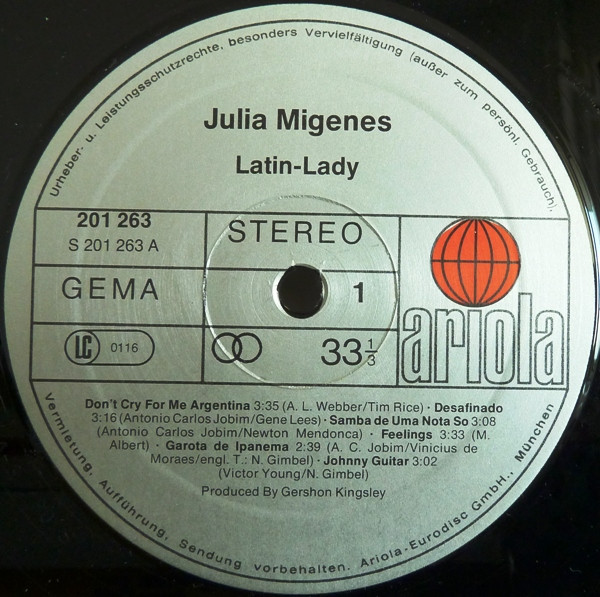 Urheber- u. Leistungsschutzrechte, besonders Vervielfältigung (außer zum persönl. Gebrauch),
Julia Migenes
Latin-Lady
201 263
S 201 263 A
STEREO
GEMA
1
LC 0116
33 1/3
ariola
Don't Cry For Me Argentina 3:35 (A. L. Webber/Tim Rice) · Desafinado
3:16 (Antonio Carlos Jobim/Gene Lees) · Samba de Uma Nota So 3:08
(Antonio Carlos Jobim/Newton Mendonca) · Feelings 3:33 (M.
Albert) · Garota de Ipanema 2:39 (A. C. Jobim/Vinicius de
Moraes/engl. T.: N. Gimbel) · Johnny Guitar 3:02
(Victor Young/N. Gimbel)
Produced By Gershon Kingsley
Vermietung, Aufführung, Sendung vorbehalten. Ariola-Eurodisc GmbH., München